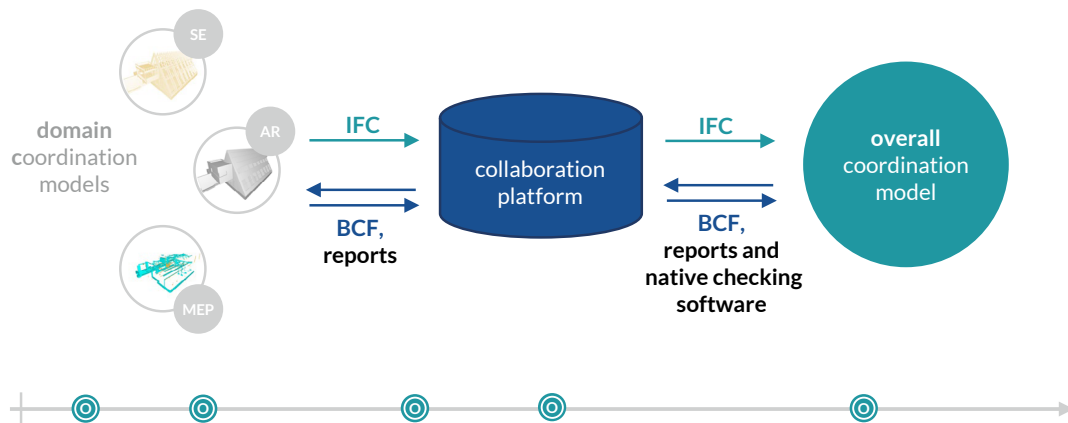 SE
domain
coordination
models
AR
MEP
IFC
BCF,
reports
collaboration
platform
IFC
BCF,
reports and
native checking
software
overall
coordination
model